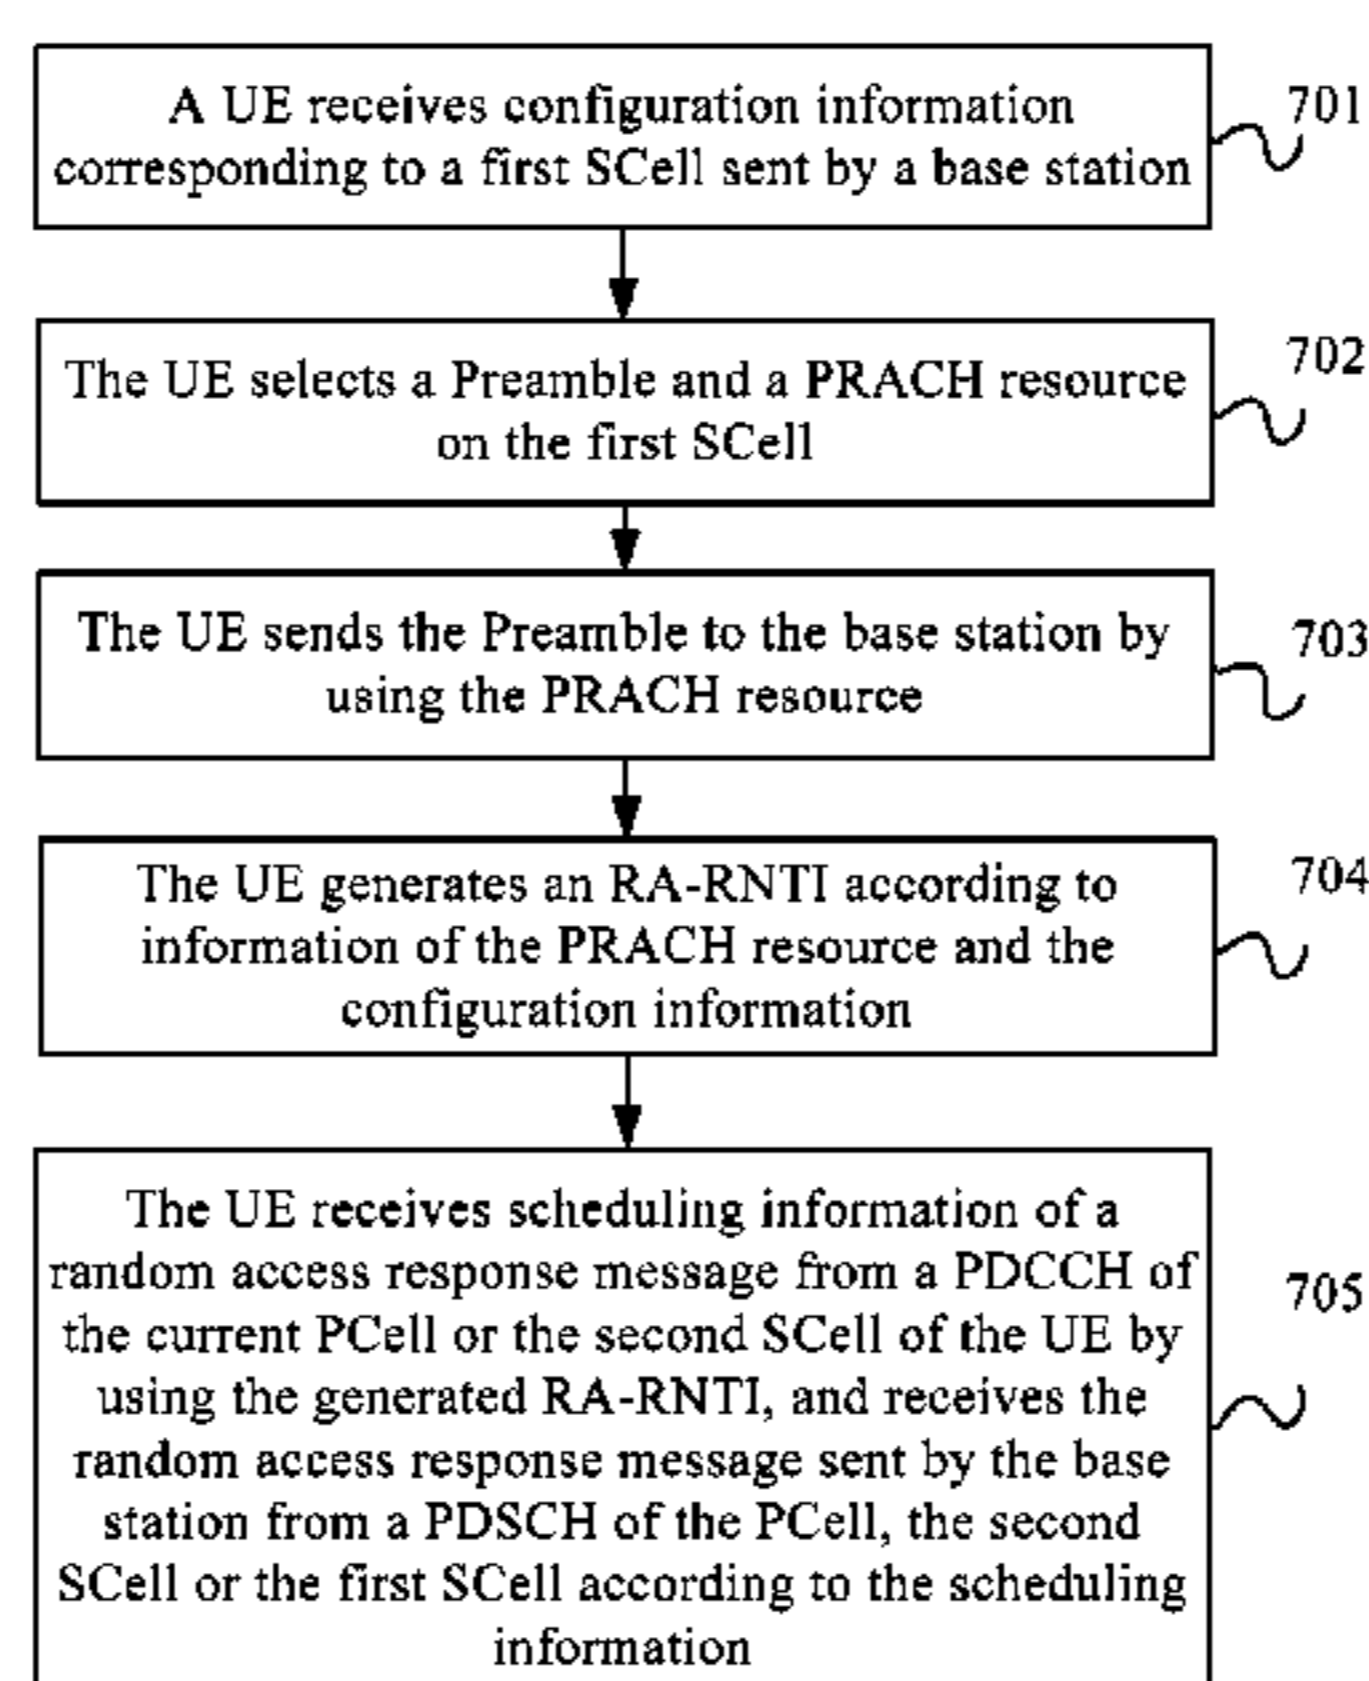 A UE receives configuration information
corresponding to a first SCell sent by a base station
701
The UE selects a Preamble and a PRACH resource
on the first SCell
702
The UE sends the Preamble to the base station by
using the PRACH resource
703
The UE generates an RA-RNTI according to
information of the PRACH resource and the
configuration information
704
The UE receives scheduling information of a
random access response message from a PDCCH of
the current PCell or the second SCell of the UE by
using the generated RA-RNTI, and receives the
random access response message sent by the base
station from a PDSCH of the PCell, the second
SCell or the first SCell according to the scheduling
information
705